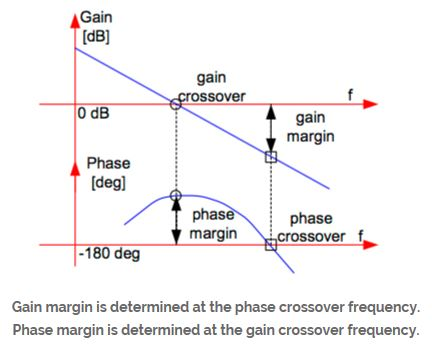 Gain
[dB]
gain
crossover
f
0 dB
gain
margin
Phase
[deg]
phase
margin
phase
crossover
f
-180 deg
Gain margin is determined at the phase crossover frequency.
Phase margin is determined at the gain crossover frequency.